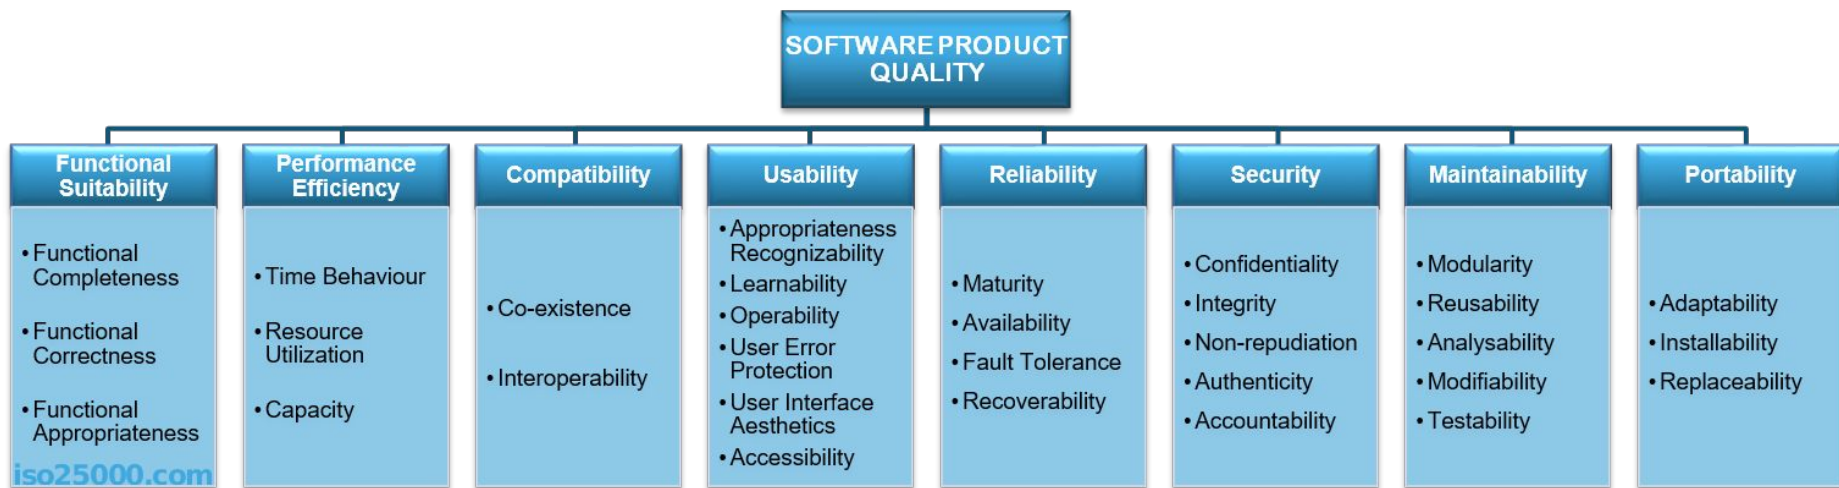 SOFTWARE PRODUCT
QUALITY
Functional
Suitability
• Functional
Completeness
• Functional
Correctness
• Functional
Appropriateness
iso25000.com
Performance
Efficiency
• Time Behaviour
• Resource
Utilization
• Capacity
Compatibility
• Co-existence
• Interoperability
Usability
• Appropriateness
Recognizability
• Learnability
• Operability
• User Error
Protection
• User Interface
Aesthetics
• Accessibility
Reliability
• Maturity
• Availability
• Fault Tolerance
• Recoverability
Security
• Confidentiality
• Integrity
• Non-repudiation
• Authenticity
• Accountability
Maintainability
• Modularity
• Reusability
• Analysability
• Modifiability
• Testability
Portability
• Adaptability
• Installability
• Replaceability